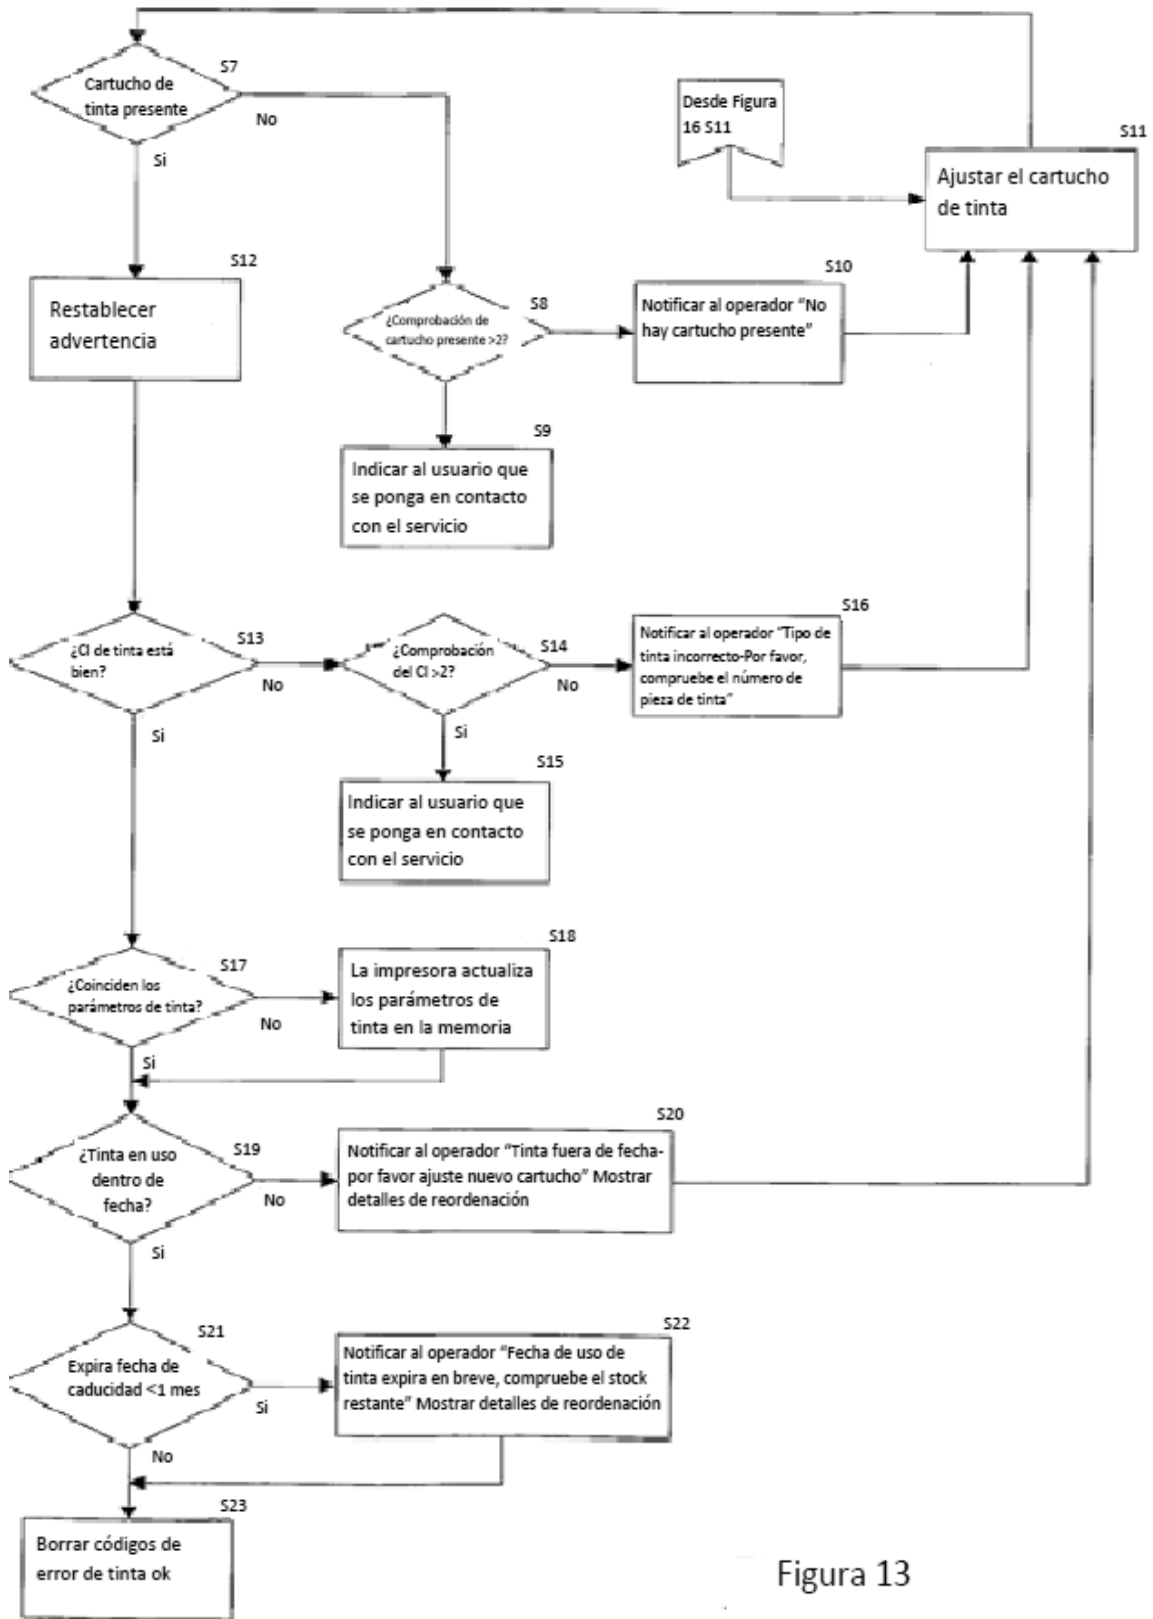 S7
Cartucho de
tinta presente
No
Si
Desde Figura
16 S11
S11
Ajustar el cartucho
de tinta
S12
Restablecer
advertencia
S8
¿Comprobación de
cartucho presente >2?
S10
Notificar al operador “No
hay cartucho presente”
S9
Indicar al usuario que
se ponga en contacto
con el servicio
S13
¿CI de tinta está
bien?
No
Si
S14
¿Comprobación
del CI >2?
No
Si
S16
Notificar al operador “Tipo de
tinta incorrecto-Por favor,
compruebe el número de
pieza de tinta”
S15
Indicar al usuario que
se ponga en contacto
con el servicio
S17
¿Coinciden los
parámetros de tinta?
No
Si
S18
La impresora actualiza
los parámetros de
tinta en la memoria
S19
¿Tinta en uso
dentro de
fecha?
No
Si
S20
Notificar al operador “Tinta fuera de fecha-
por favor ajuste nuevo cartucho” Mostrar
detalles de reordenación
S21
Expira fecha de
caducidad <1 mes
Si
No
S22
Notificar al operador “Fecha de uso de
tinta expira en breve, compruebe el stock
restante” Mostrar detalles de reordenación
S23
Borrar códigos de
error de tinta ok
Figura 13